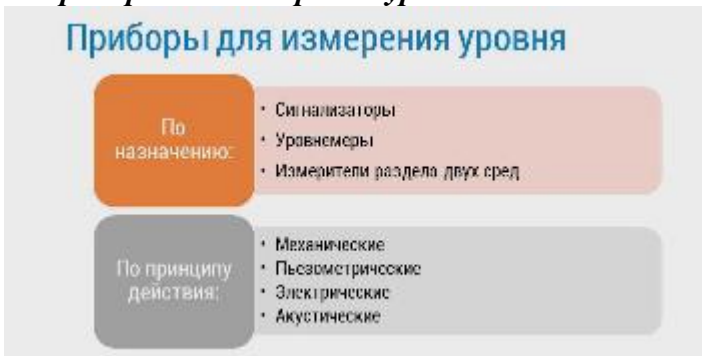 Приборы для измерения уровня
По
назначению:
• Сигнализаторы
• Уровнемеры
• Измерители раздела двух сред
По принципу
действия:
• Механические
• Пьезометрические
• Электрические
• Акустические